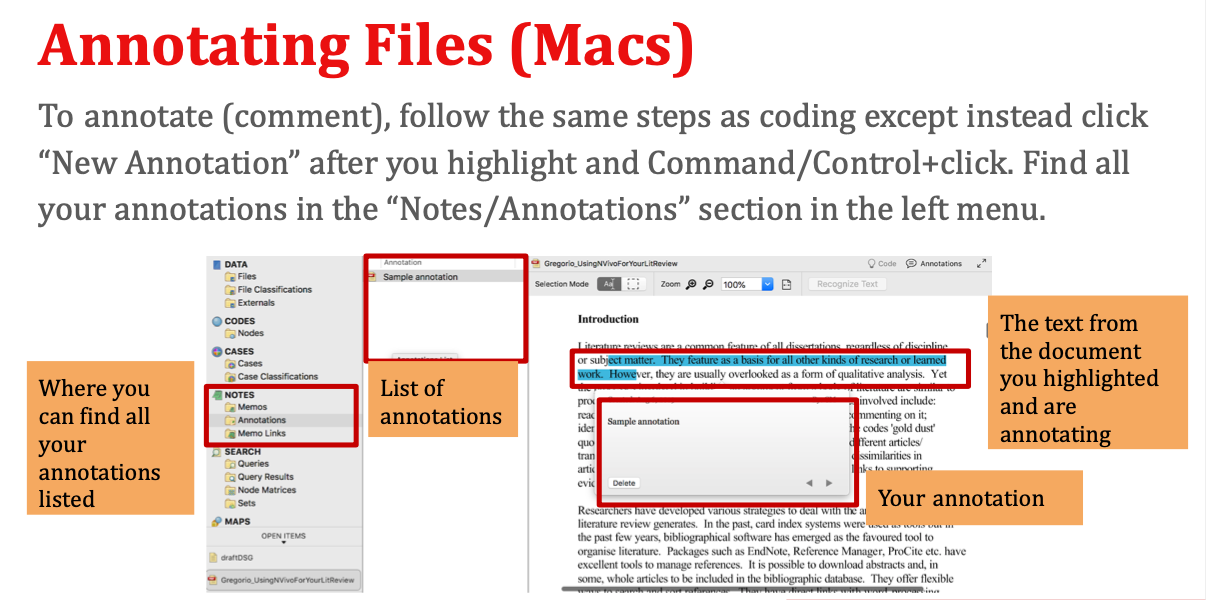 Annotating Files (Macs)
To annotate (comment), follow the same steps as coding except instead click
“New Annotation” after you highlight and Command/Control+click. Find all
your annotations in the “Notes/Annotations” section in the left menu.
DATA
Files
File Classifications
Externals
CODES
Nodes
CASES
Cases
Case Classifications
NOTES
Memos
Annotations
Memo Links
SEARCH
Queries
Query Results
Node Matrices
Sets
MAPS
OPEN ITEMS
draftDSG
Gregorio_UsingNVivoForYourLitReview
Where you
can find all
your
annotations
listed
Annotation
Sample annotation
List of
annotations
Gregorio_UsingNVivoForYourLitReview
Code
Annotations
Selection Mode
Aa
Zoom
100%
Recognize Text
Introduction
Literature reviews are a common feature of all dissertations, regardless of discipline
or subject matter. They feature as a basis for all other kinds of research or learned
work. However, they are usually overlooked as a form of qualitative analysis. Yet
involved include:
commenting on it;
codes 'gold dust'
different articles/
dissimilarities in
links to supporting
Sample annotation
Delete
Researchers have developed various strategies to deal with the
literature review generates. In the past, card index systems were used as tools but in
the past few years, bibliographical software has emerged as the favoured tool to
organise literature. Packages such as EndNote, Reference Manager, ProCite etc. have
excellent tools to manage references. It is possible to download abstracts and, in
some, whole articles to be included in the bibliographic database. They offer flexible
The text from
the document
you highlighted
and are
annotating
Your annotation